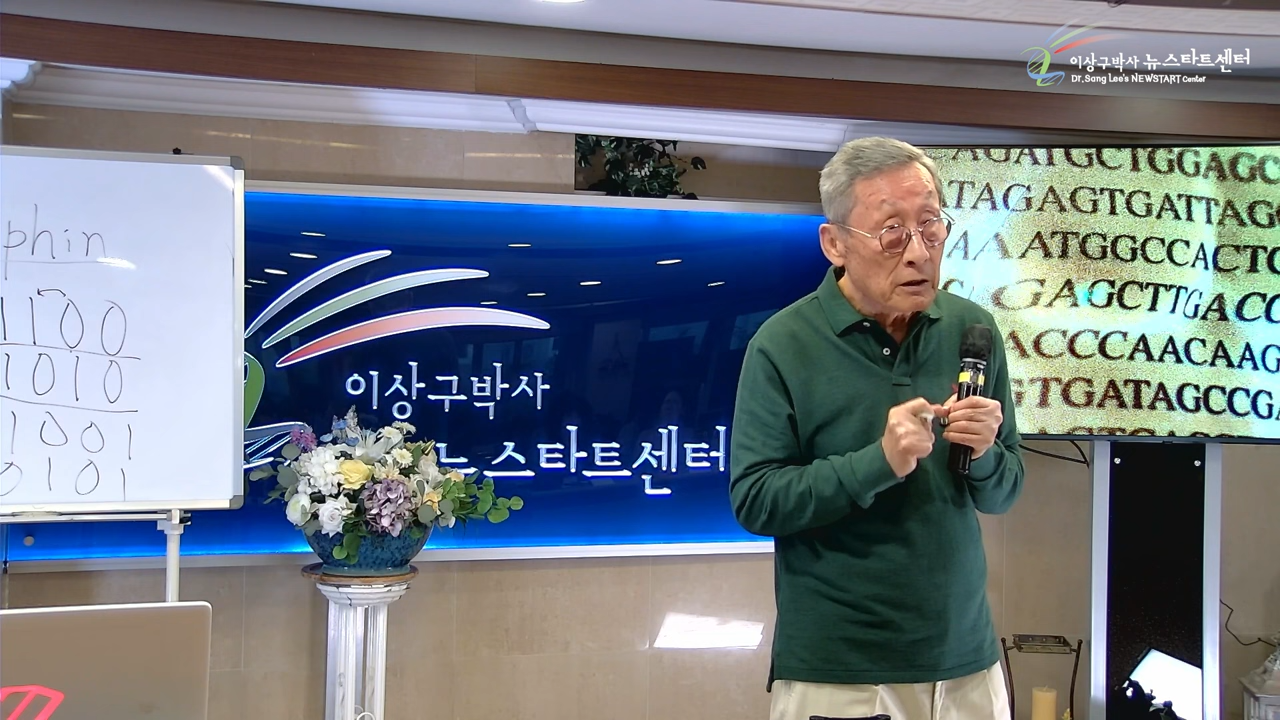 이상구박사 뉴스타트센터
Dr.Sang Lee's NEWSTART Center
phin
1100
1010
1001
0101
이상구박사
뉴스타트센터
AGATGCTGGAGC
TAGAGTGATTAG
AAATGGCCACTC
GAGCTTGACC
ACCCAACAAG
GTGATAGCCGA